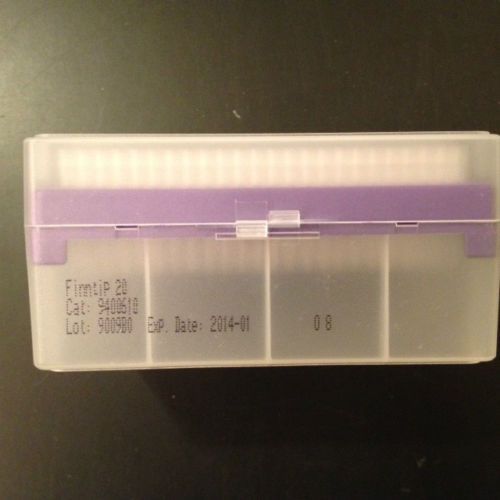 Finntip 20
Cat: 9400610
Lot: 9009B0 Exp. Date: 2014-01 08